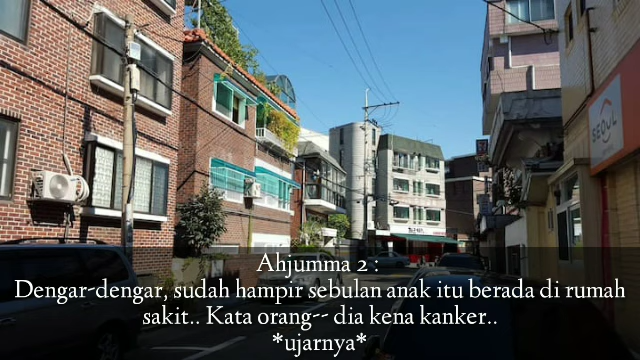 SEOUL
Ahjumma 2 :
Dengar-dengar, sudah hampir sebulan anak itu berada di rumah
sakit.. Kata orang-- dia kena kanker..
*ujarnya*